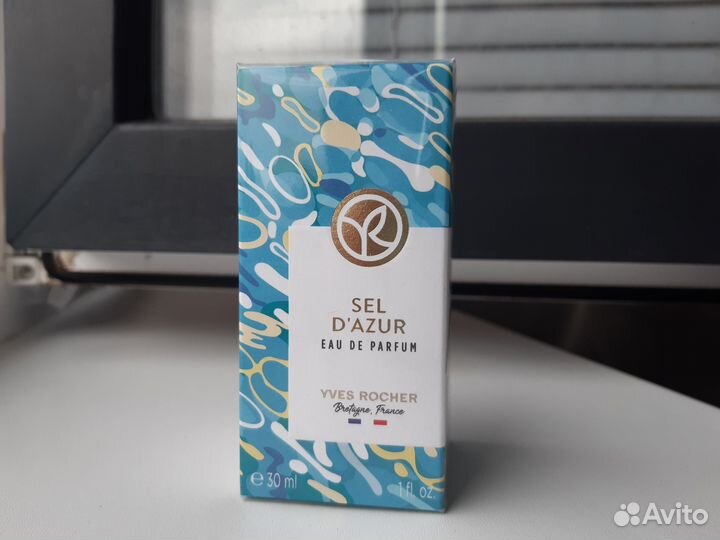 SEL
D'AZUR
EAU DE PARFUM
YVES ROCHER
Bretagne, France
℮ 30 ml
1 fl. oz.
Avito